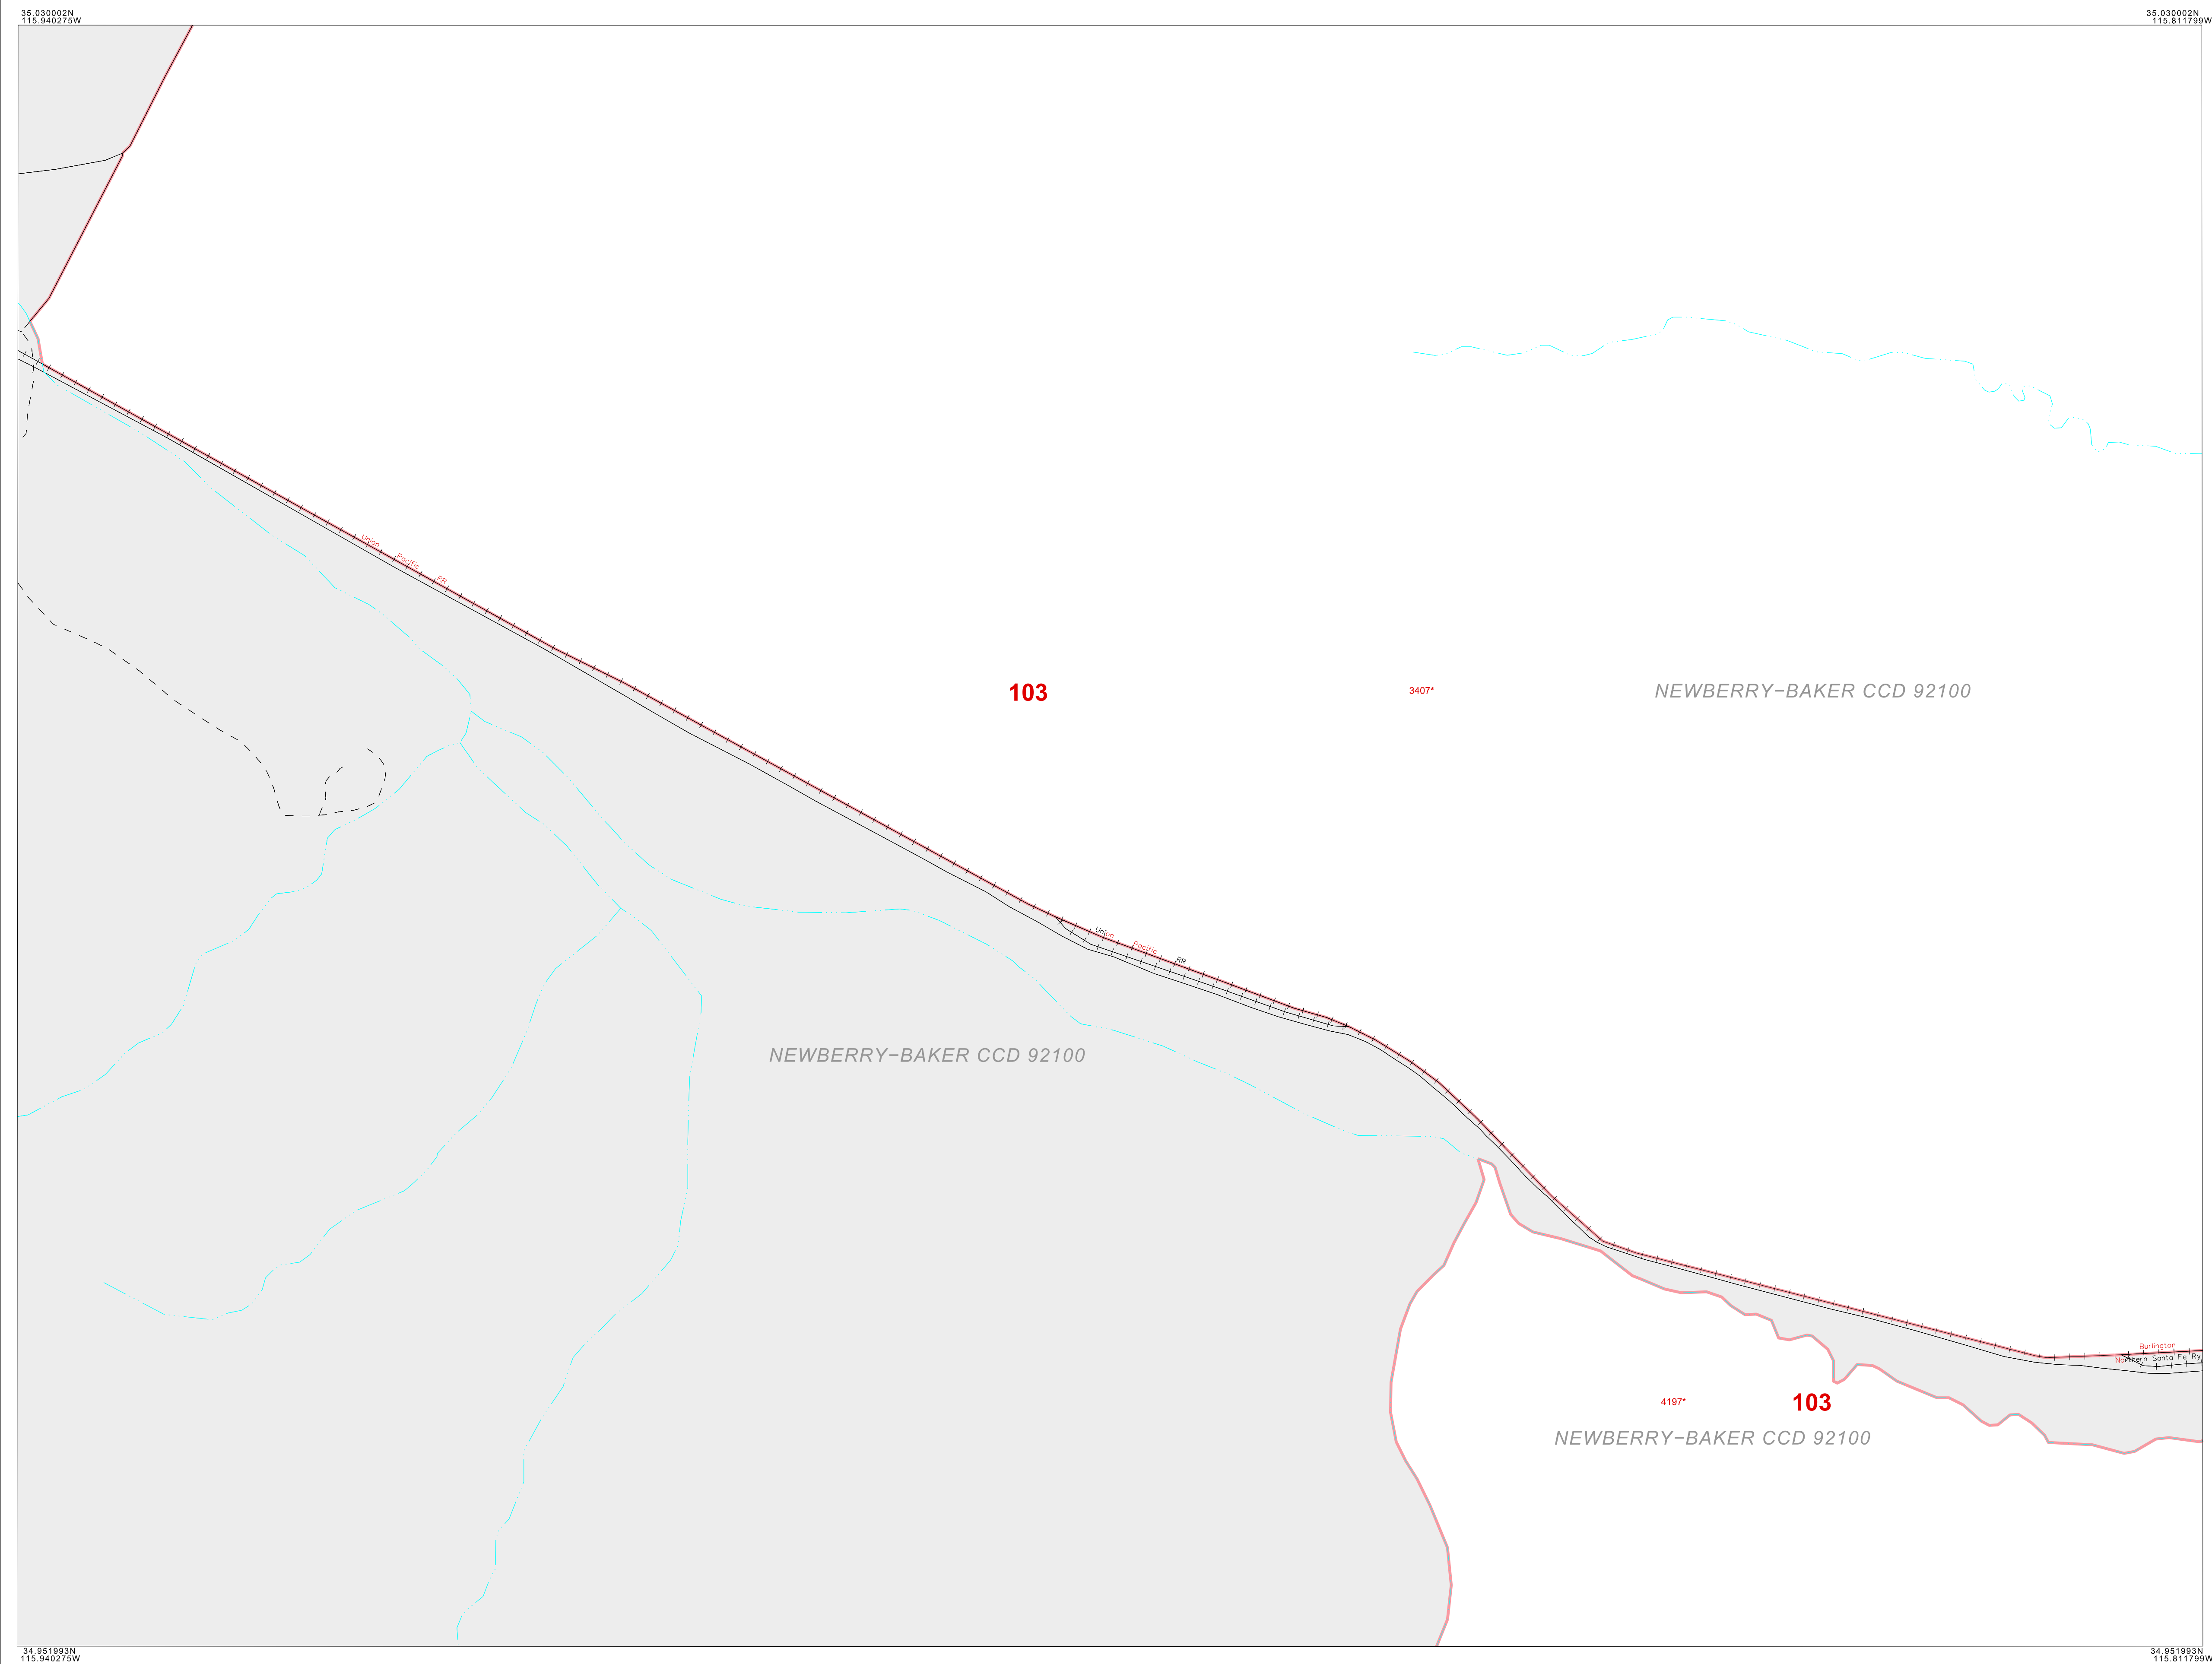 35.030002N
115.940275W
35.030002N
115.811799W
Union Pacific RR
103
3407*
NEWBERRY-BAKER CCD 92100
Union Pacific RR
NEWBERRY-BAKER CCD 92100
Burlington
Northern Santa Fe Ry
4197*
103
NEWBERRY-BAKER CCD 92100
34.951993N
115.940275W
34.951993N
115.811799W